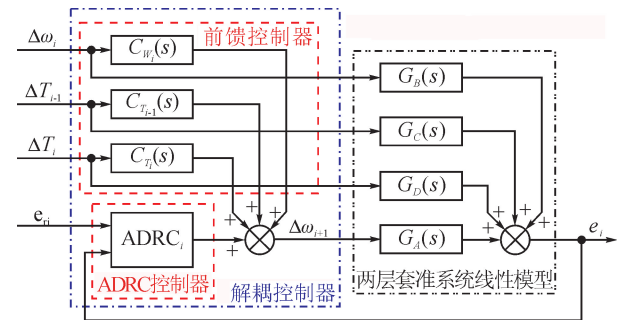 Δω_i
C_{W_i}(s)
前馈控制器
ΔT_{i-1}
C_{T_{i-1}}(s)
ΔT_i
C_{T_i}(s)
G_B(s)
G_C(s)
G_D(s)
e_{ri}
ADRC_i
+
+
+
+
Δω_{i+1}
G_A(s)
+
+
+
+
e_i
ADRC控制器
解耦控制器
两层套准系统线性模型